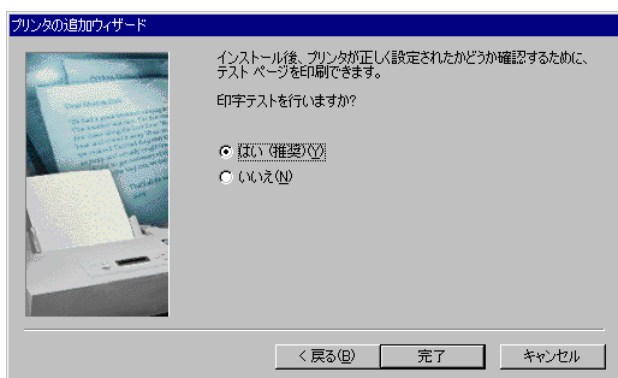 プリンタの追加ウィザード
インストール後、プリンタが正しく設定されたかどうか確認するために、
テスト ページを印刷できます。
印字テストを行いますか?
はい (推奨)(Y)
いいえ(N)
< 戻る(B)
完了
キャンセル